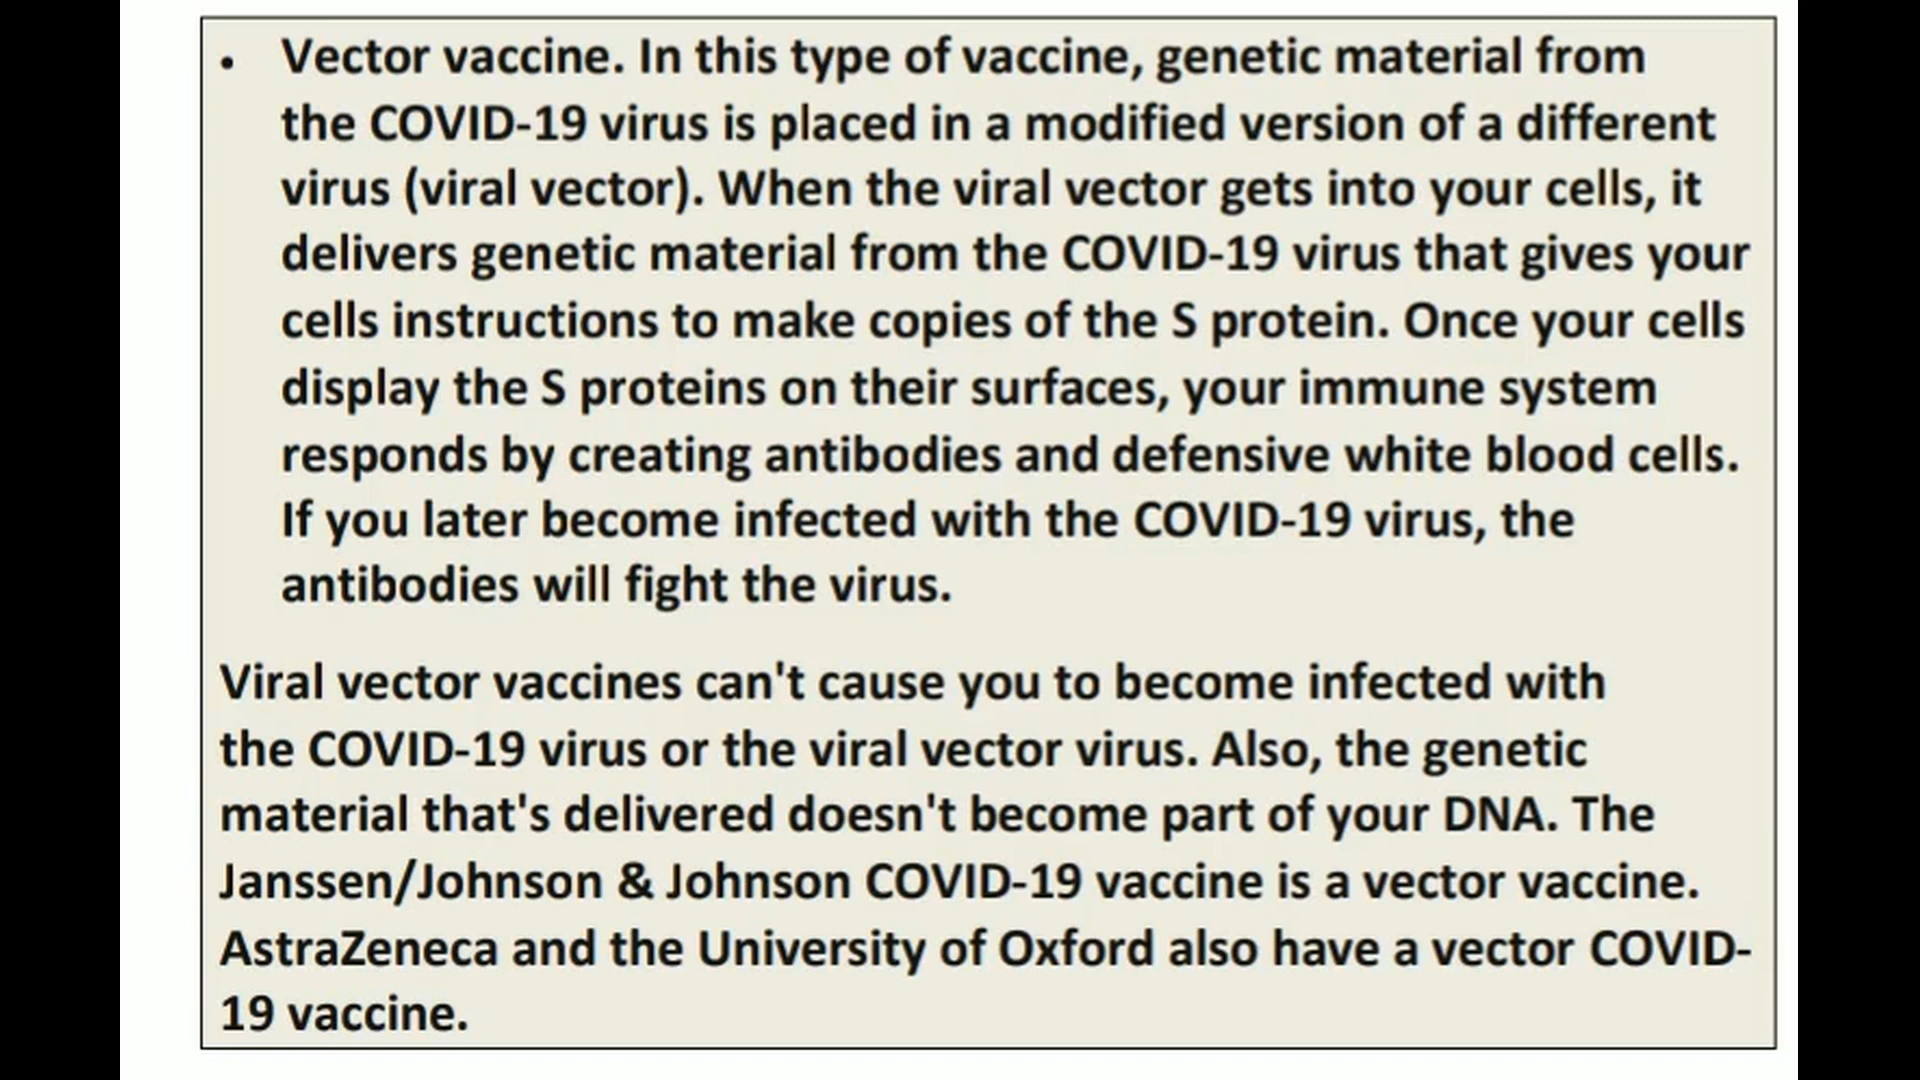 • Vector vaccine. In this type of vaccine, genetic material from
the COVID-19 virus is placed in a modified version of a different
virus (viral vector). When the viral vector gets into your cells, it
delivers genetic material from the COVID-19 virus that gives your
cells instructions to make copies of the S protein. Once your cells
display the S proteins on their surfaces, your immune system
responds by creating antibodies and defensive white blood cells.
If you later become infected with the COVID-19 virus, the
antibodies will fight the virus.
Viral vector vaccines can't cause you to become infected with
the COVID-19 virus or the viral vector virus. Also, the genetic
material that's delivered doesn't become part of your DNA. The
Janssen/Johnson & Johnson COVID-19 vaccine is a vector vaccine.
AstraZeneca and the University of Oxford also have a vector COVID-
19 vaccine.